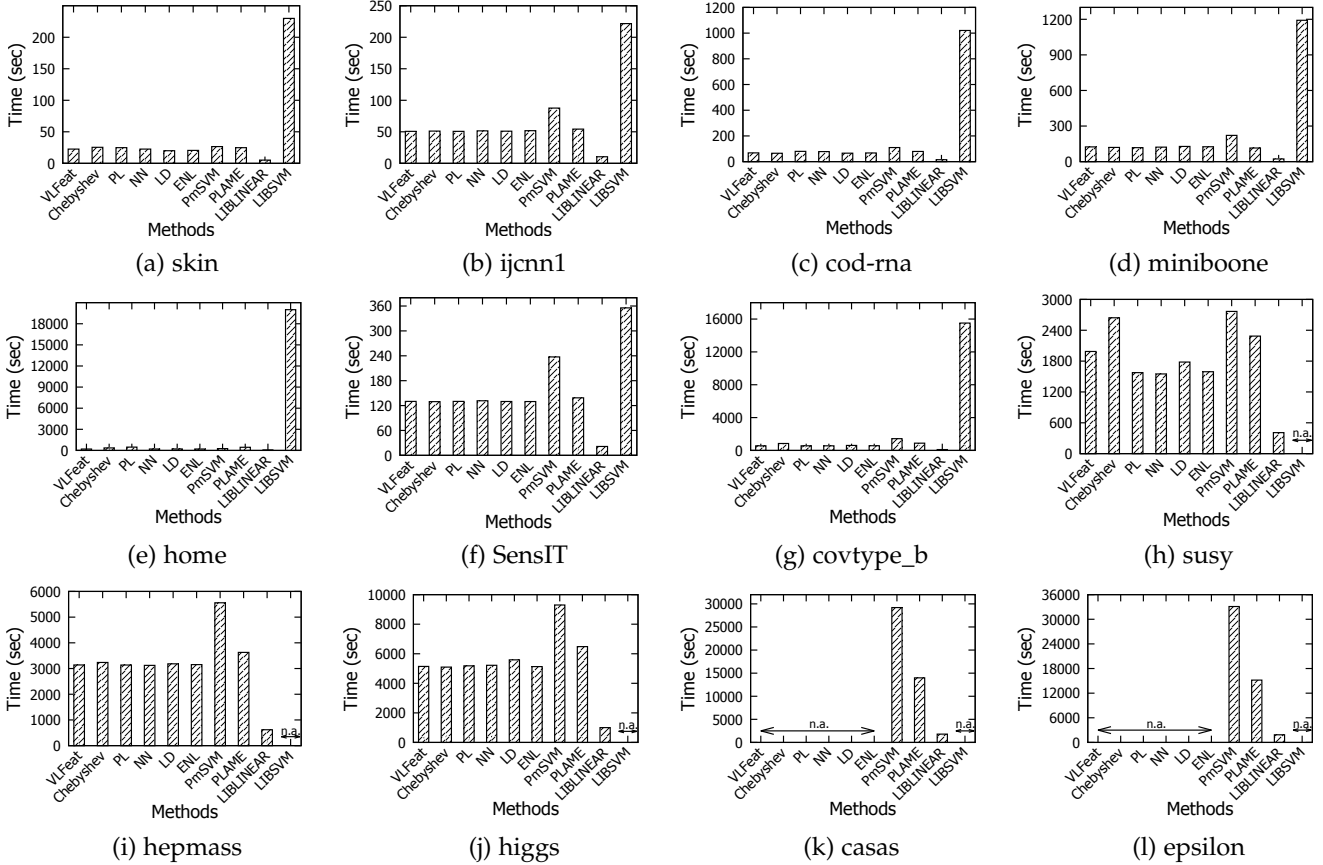 250
200
150
100
50
0
Time (sec)
VLFeat
Chebyshev
PL
NN
LD
ENL
PmSVM
PLAME
LIBLINEAR
LIBSVM
Methods
(a) skin
250
200
150
100
50
0
Time (sec)
VLFeat
Chebyshev
PL
NN
LD
ENL
PmSVM
PLAME
LIBLINEAR
LIBSVM
Methods
(b) ijcnn1
1200
1000
800
600
400
200
0
Time (sec)
VLFeat
Chebyshev
PL
NN
LD
ENL
PmSVM
PLAME
LIBLINEAR
LIBSVM
Methods
(c) cod-rna
1200
900
600
300
0
Time (sec)
VLFeat
Chebyshev
PL
NN
LD
ENL
PmSVM
PLAME
LIBLINEAR
LIBSVM
Methods
(d) miniboone
18000
15000
12000
9000
6000
3000
0
Time (sec)
VLFeat
Chebyshev
PL
NN
LD
ENL
PmSVM
PLAME
LIBLINEAR
LIBSVM
Methods
(e) home
360
300
240
180
120
60
0
Time (sec)
VLFeat
Chebyshev
PL
NN
LD
ENL
PmSVM
PLAME
LIBLINEAR
LIBSVM
Methods
(f) SensIT
16000
12000
8000
4000
0
Time (sec)
VLFeat
Chebyshev
PL
NN
LD
ENL
PmSVM
PLAME
LIBLINEAR
LIBSVM
Methods
(g) covtype_b
3000
2400
1800
1200
600
0
Time (sec)
n.a.
VLFeat
Chebyshev
PL
NN
LD
ENL
PmSVM
PLAME
LIBLINEAR
LIBSVM
Methods
(h) susy
6000
5000
4000
3000
2000
1000
0
Time (sec)
n.a.
VLFeat
Chebyshev
PL
NN
LD
ENL
PmSVM
PLAME
LIBLINEAR
LIBSVM
Methods
(i) hepmass
10000
8000
6000
4000
2000
0
Time (sec)
n.a.
VLFeat
Chebyshev
PL
NN
LD
ENL
PmSVM
PLAME
LIBLINEAR
LIBSVM
Methods
(j) higgs
30000
25000
20000
15000
10000
5000
0
Time (sec)
n.a.
n.a.
VLFeat
Chebyshev
PL
NN
LD
ENL
PmSVM
PLAME
LIBLINEAR
LIBSVM
Methods
(k) casas
36000
30000
24000
18000
12000
6000
0
Time (sec)
n.a.
n.a.
VLFeat
Chebyshev
PL
NN
LD
ENL
PmSVM
PLAME
LIBLINEAR
LIBSVM
Methods
(l) epsilon